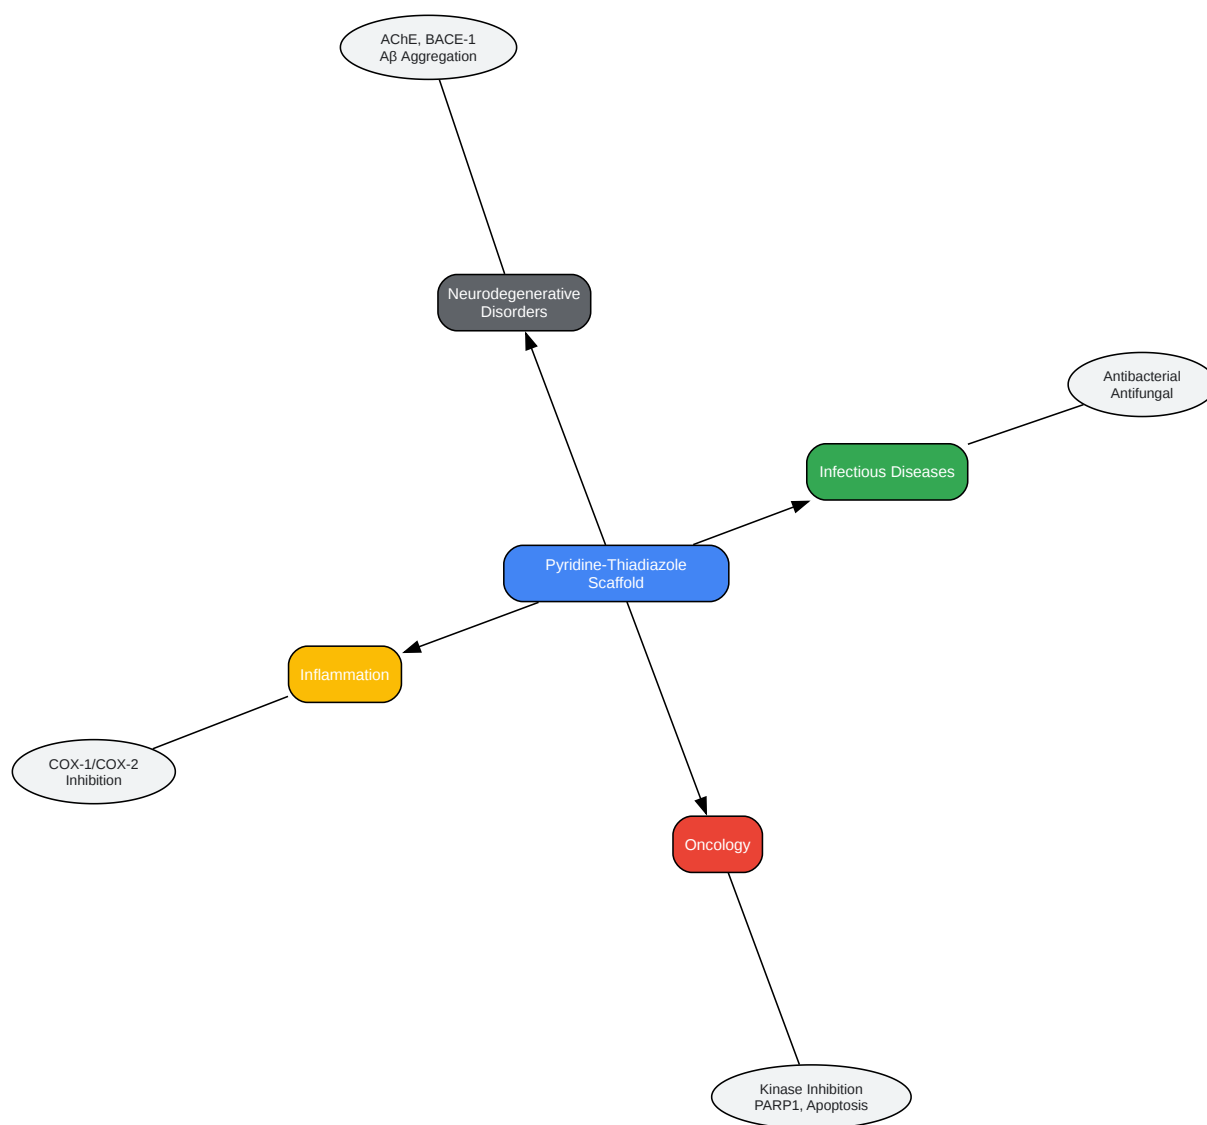 AChE, BACE-1
Aβ Aggregation
Neurodegenerative
Disorders
Antibacterial
Antifungal
Infectious Diseases
Pyridine-Thiadiazole
Scaffold
Inflammation
COX-1/COX-2
Inhibition
Oncology
Kinase Inhibition
PARP1, Apoptosis